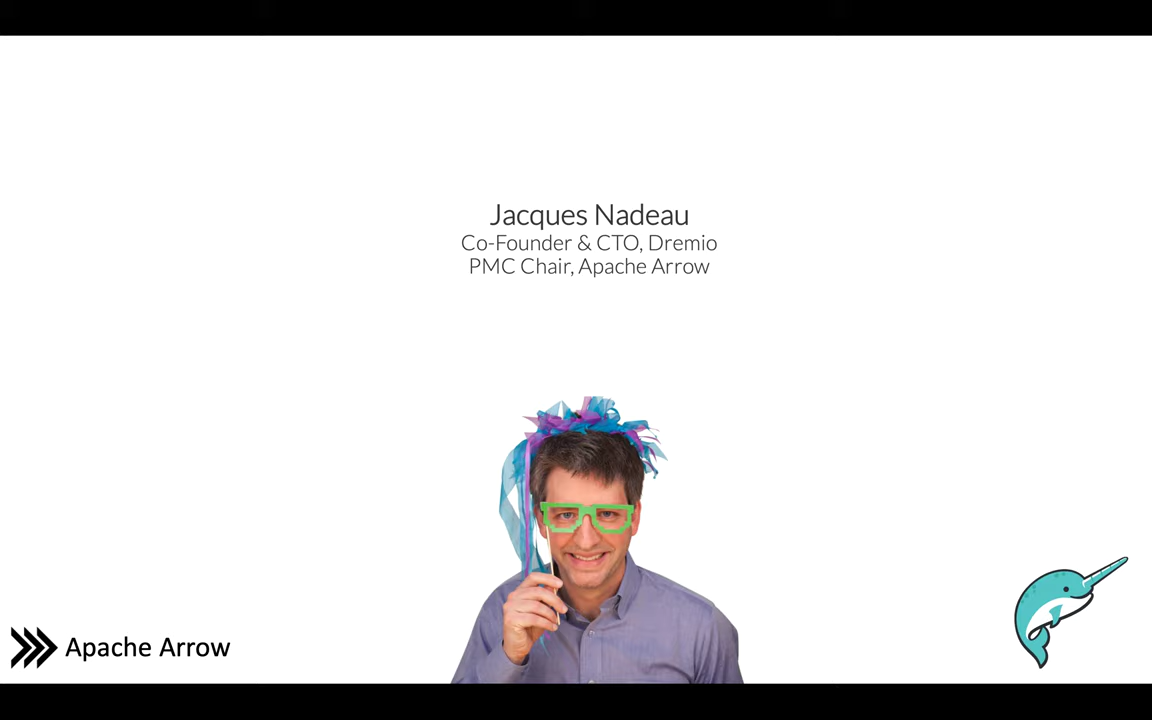 Jacques Nadeau
Co-Founder & CTO, Dremio
PMC Chair, Apache Arrow
Apache Arrow